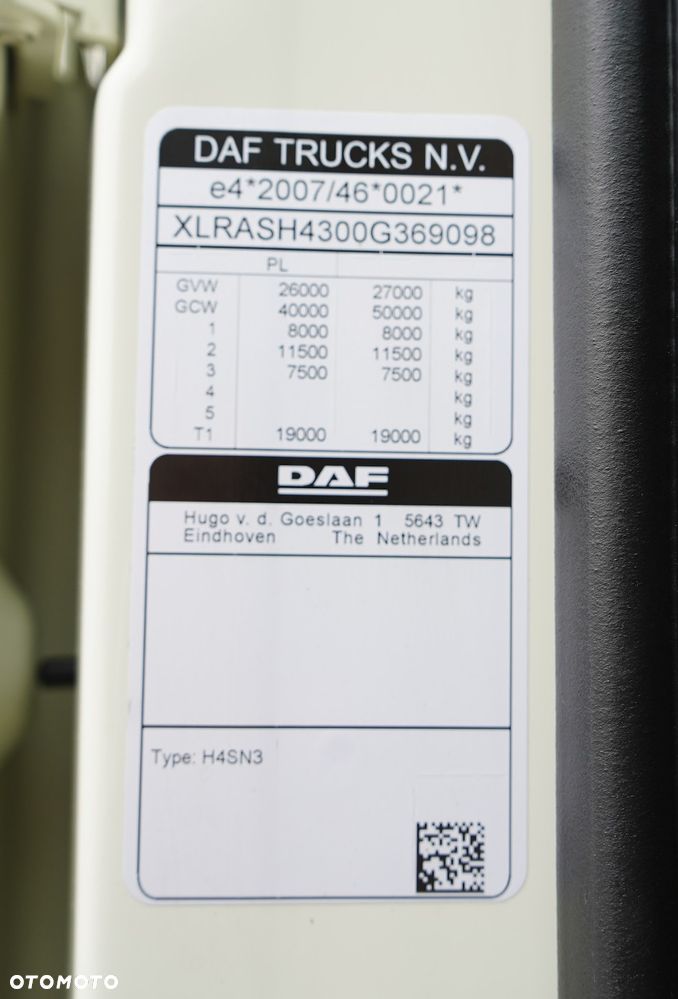 DAF TRUCKS N.V.
e4*2007/46*0021*
XLRASH4300G369098
PL
GVW 26000 27000 kg
GCW 40000 50000 kg
1 8000 8000 kg
2 11500 11500 kg
3 7500 7500 kg
4 kg
5 kg
T1 19000 19000 kg
DAF
Hugo v. d. Goeslaan 1 5643 TW
Eindhoven The Netherlands
Type: H4SN3
OTOMOTO